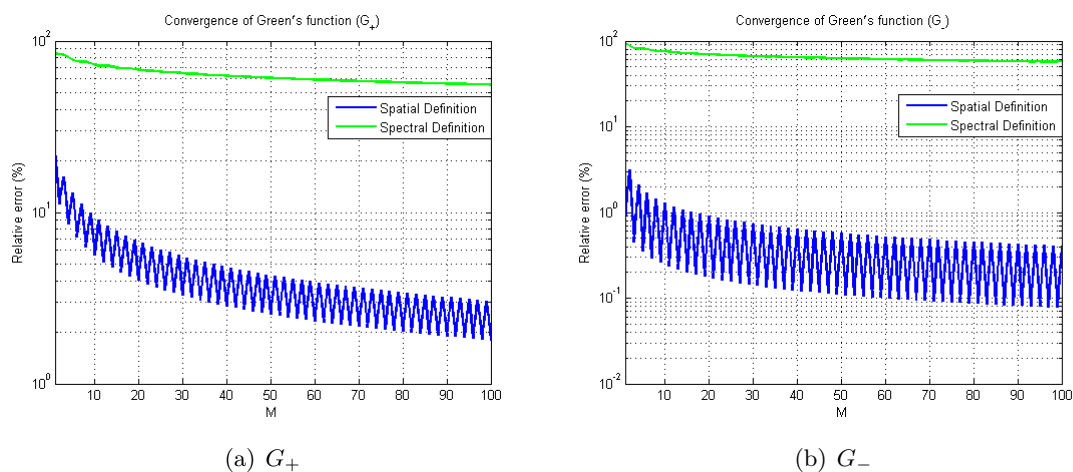 Convergence of Green's function (G₊)
10²
10¹
10⁰
Relative error (%)
Spatial Definition
Spectral Definition
10 20 30 40 50 60 70 80 90 100
M
(a) G₊
Convergence of Green's function (G₋)
10²
10¹
10⁰
10⁻¹
10⁻²
Relative error (%)
Spatial Definition
Spectral Definition
10 20 30 40 50 60 70 80 90 100
M
(b) G₋